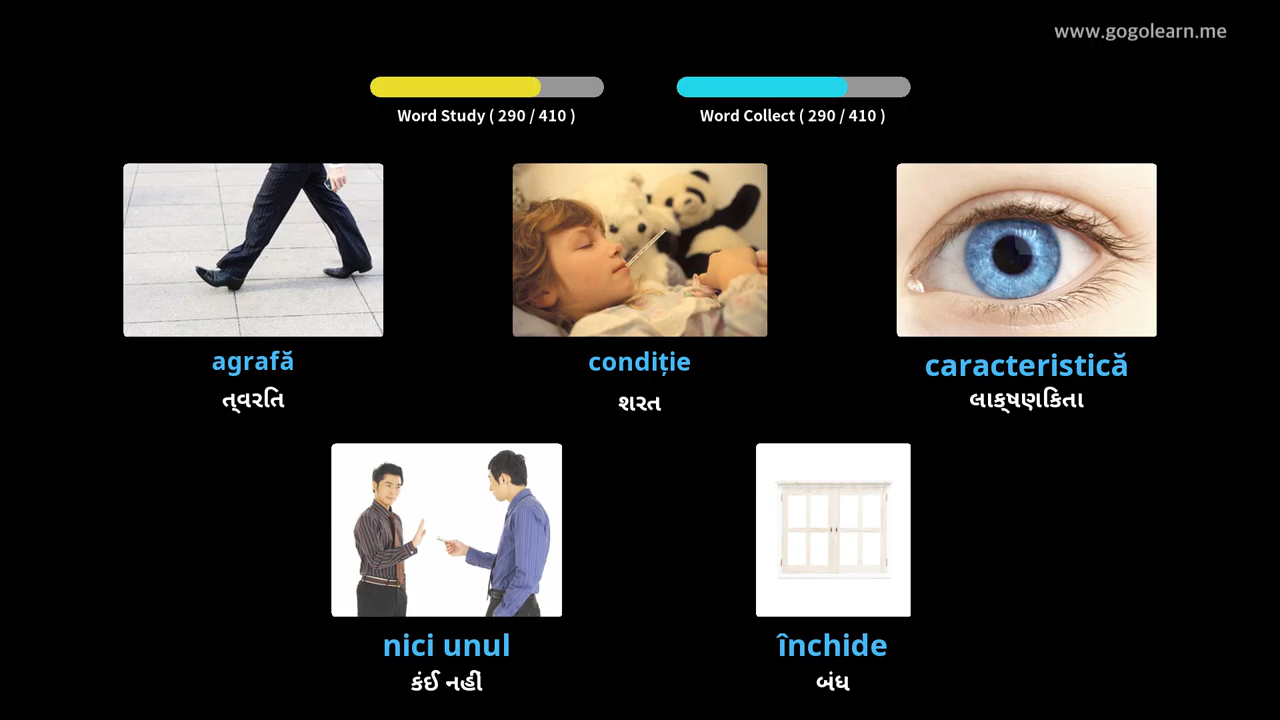 www.gogolearn.me
Word Study ( 290 / 410 )
Word Collect ( 290 / 410 )
agrafă
condiție
caracteristică
ત્વરતિ
શરત
લાક્ષણકિતા
nici unul
închide
કંઈ નહીં
બંધ